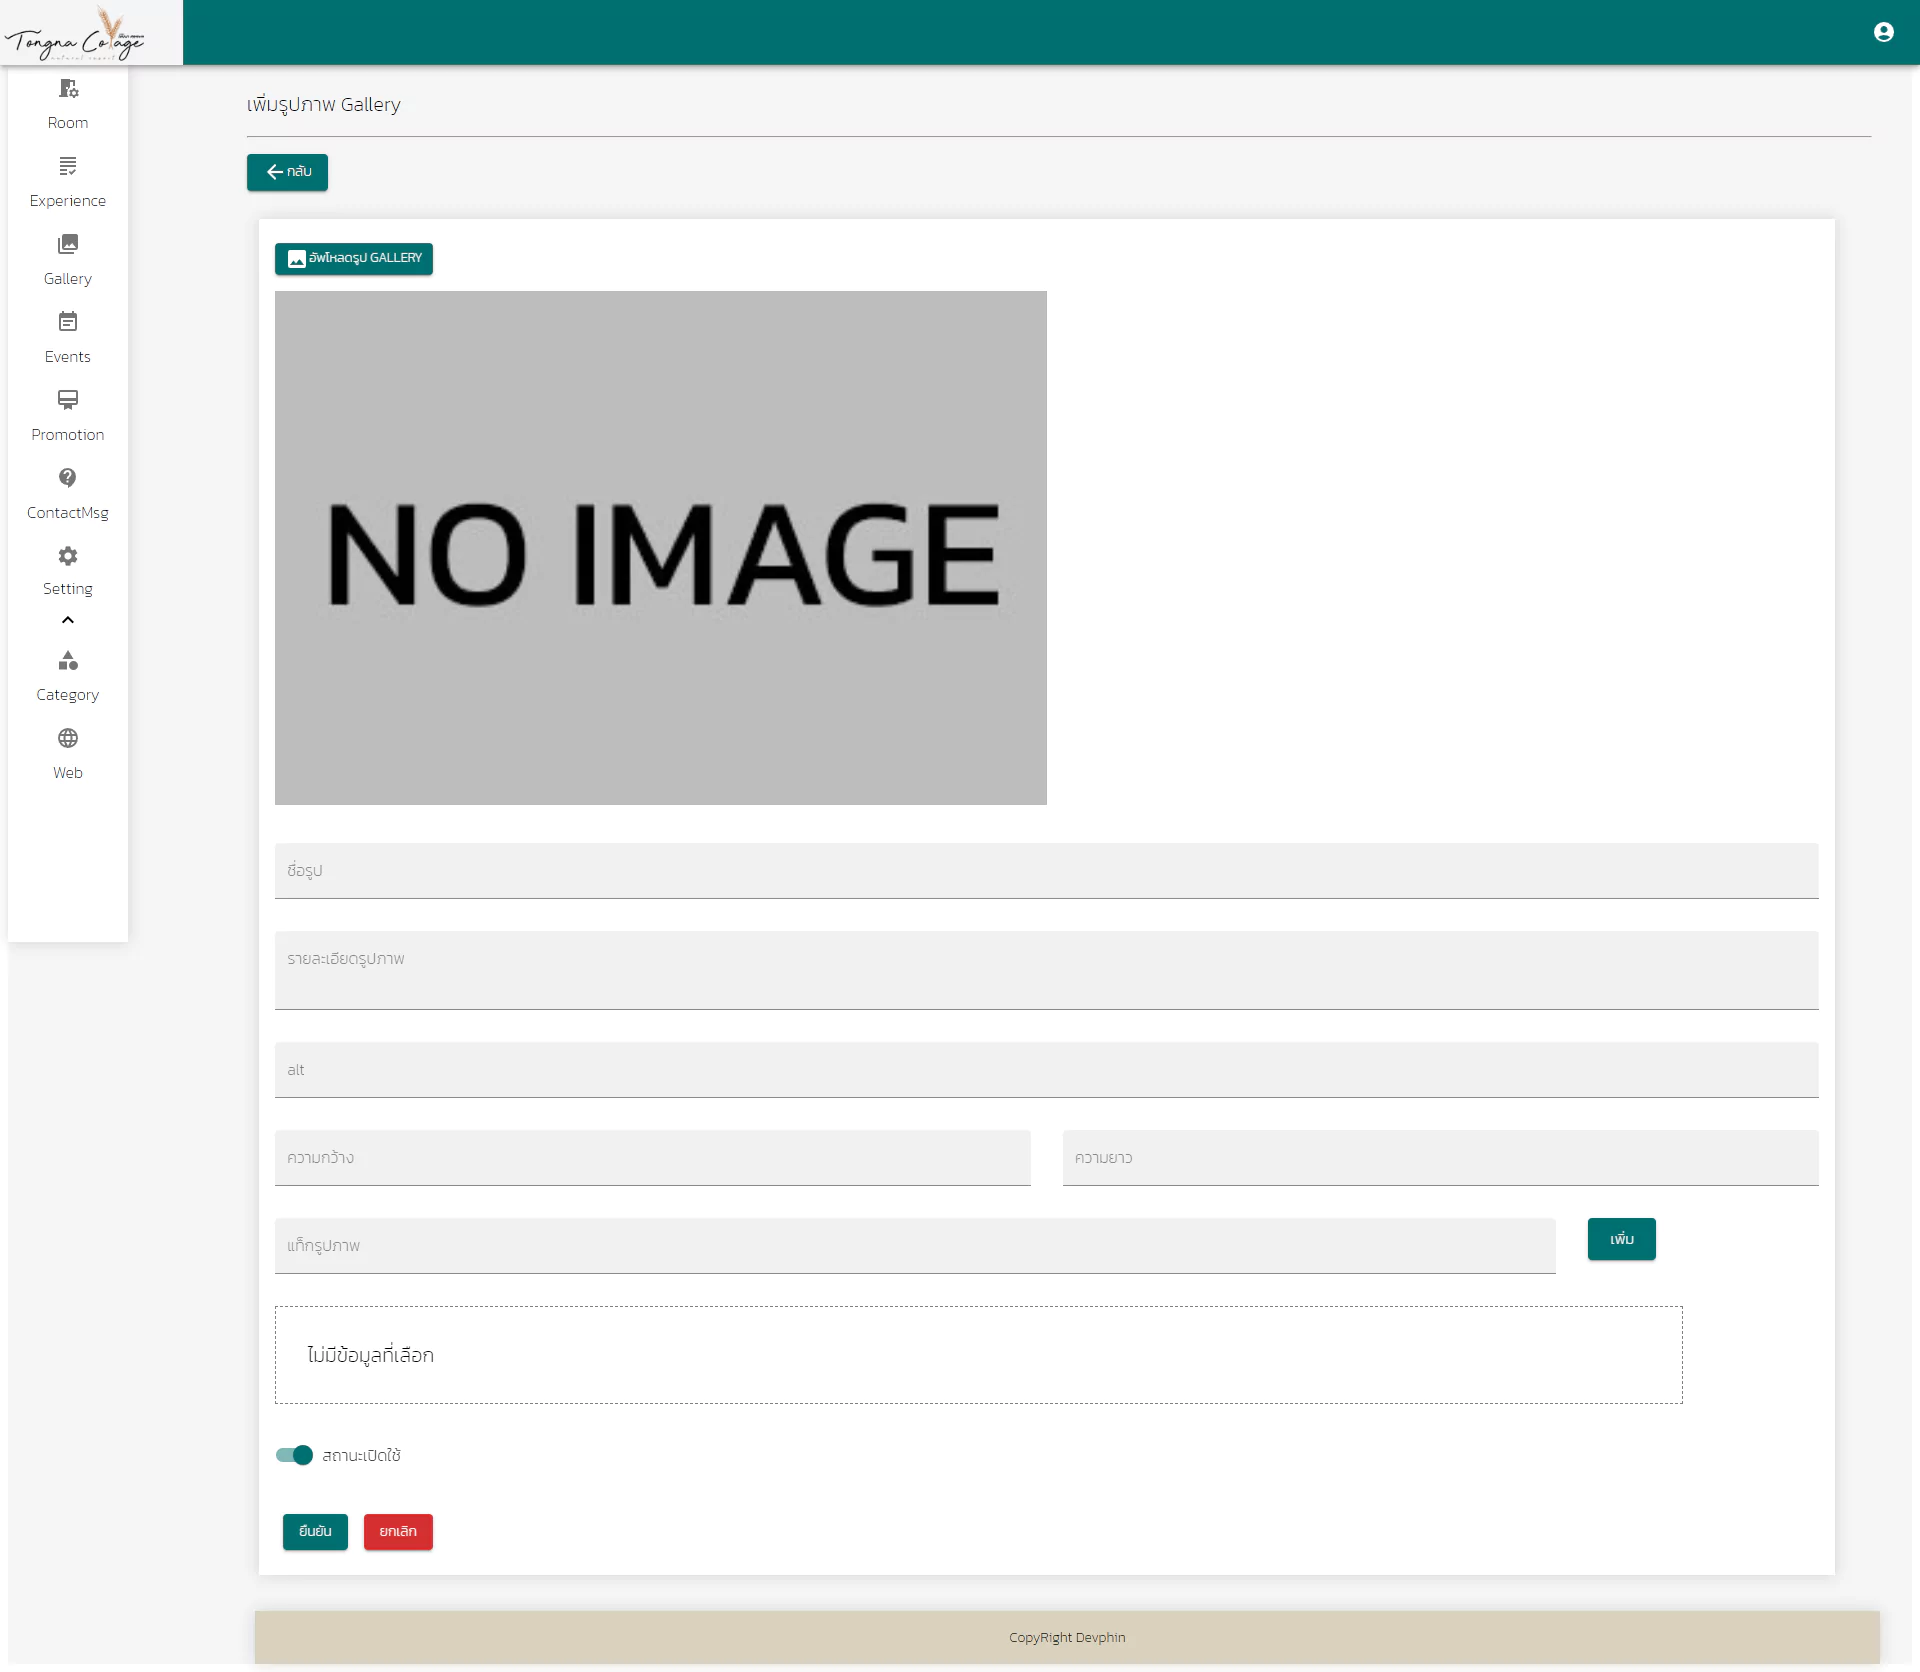 Tongna Cotage
natural resort
Room
Experience
Gallery
Events
Promotion
ContactMsg
Setting
Category
Web
เพิ่มรูปภาพ Gallery
กลับ
อัพโหลดรูป GALLERY
NO IMAGE
ชื่อรูป
รายละเอียดรูปภาพ
alt
ความกว้าง
ความยาว
แท็กรูปภาพ
เพิ่ม
ไม่มีข้อมูลที่เลือก
สถานะเปิดใช้
ยืนยัน
ยกเลิก
CopyRight Devphin